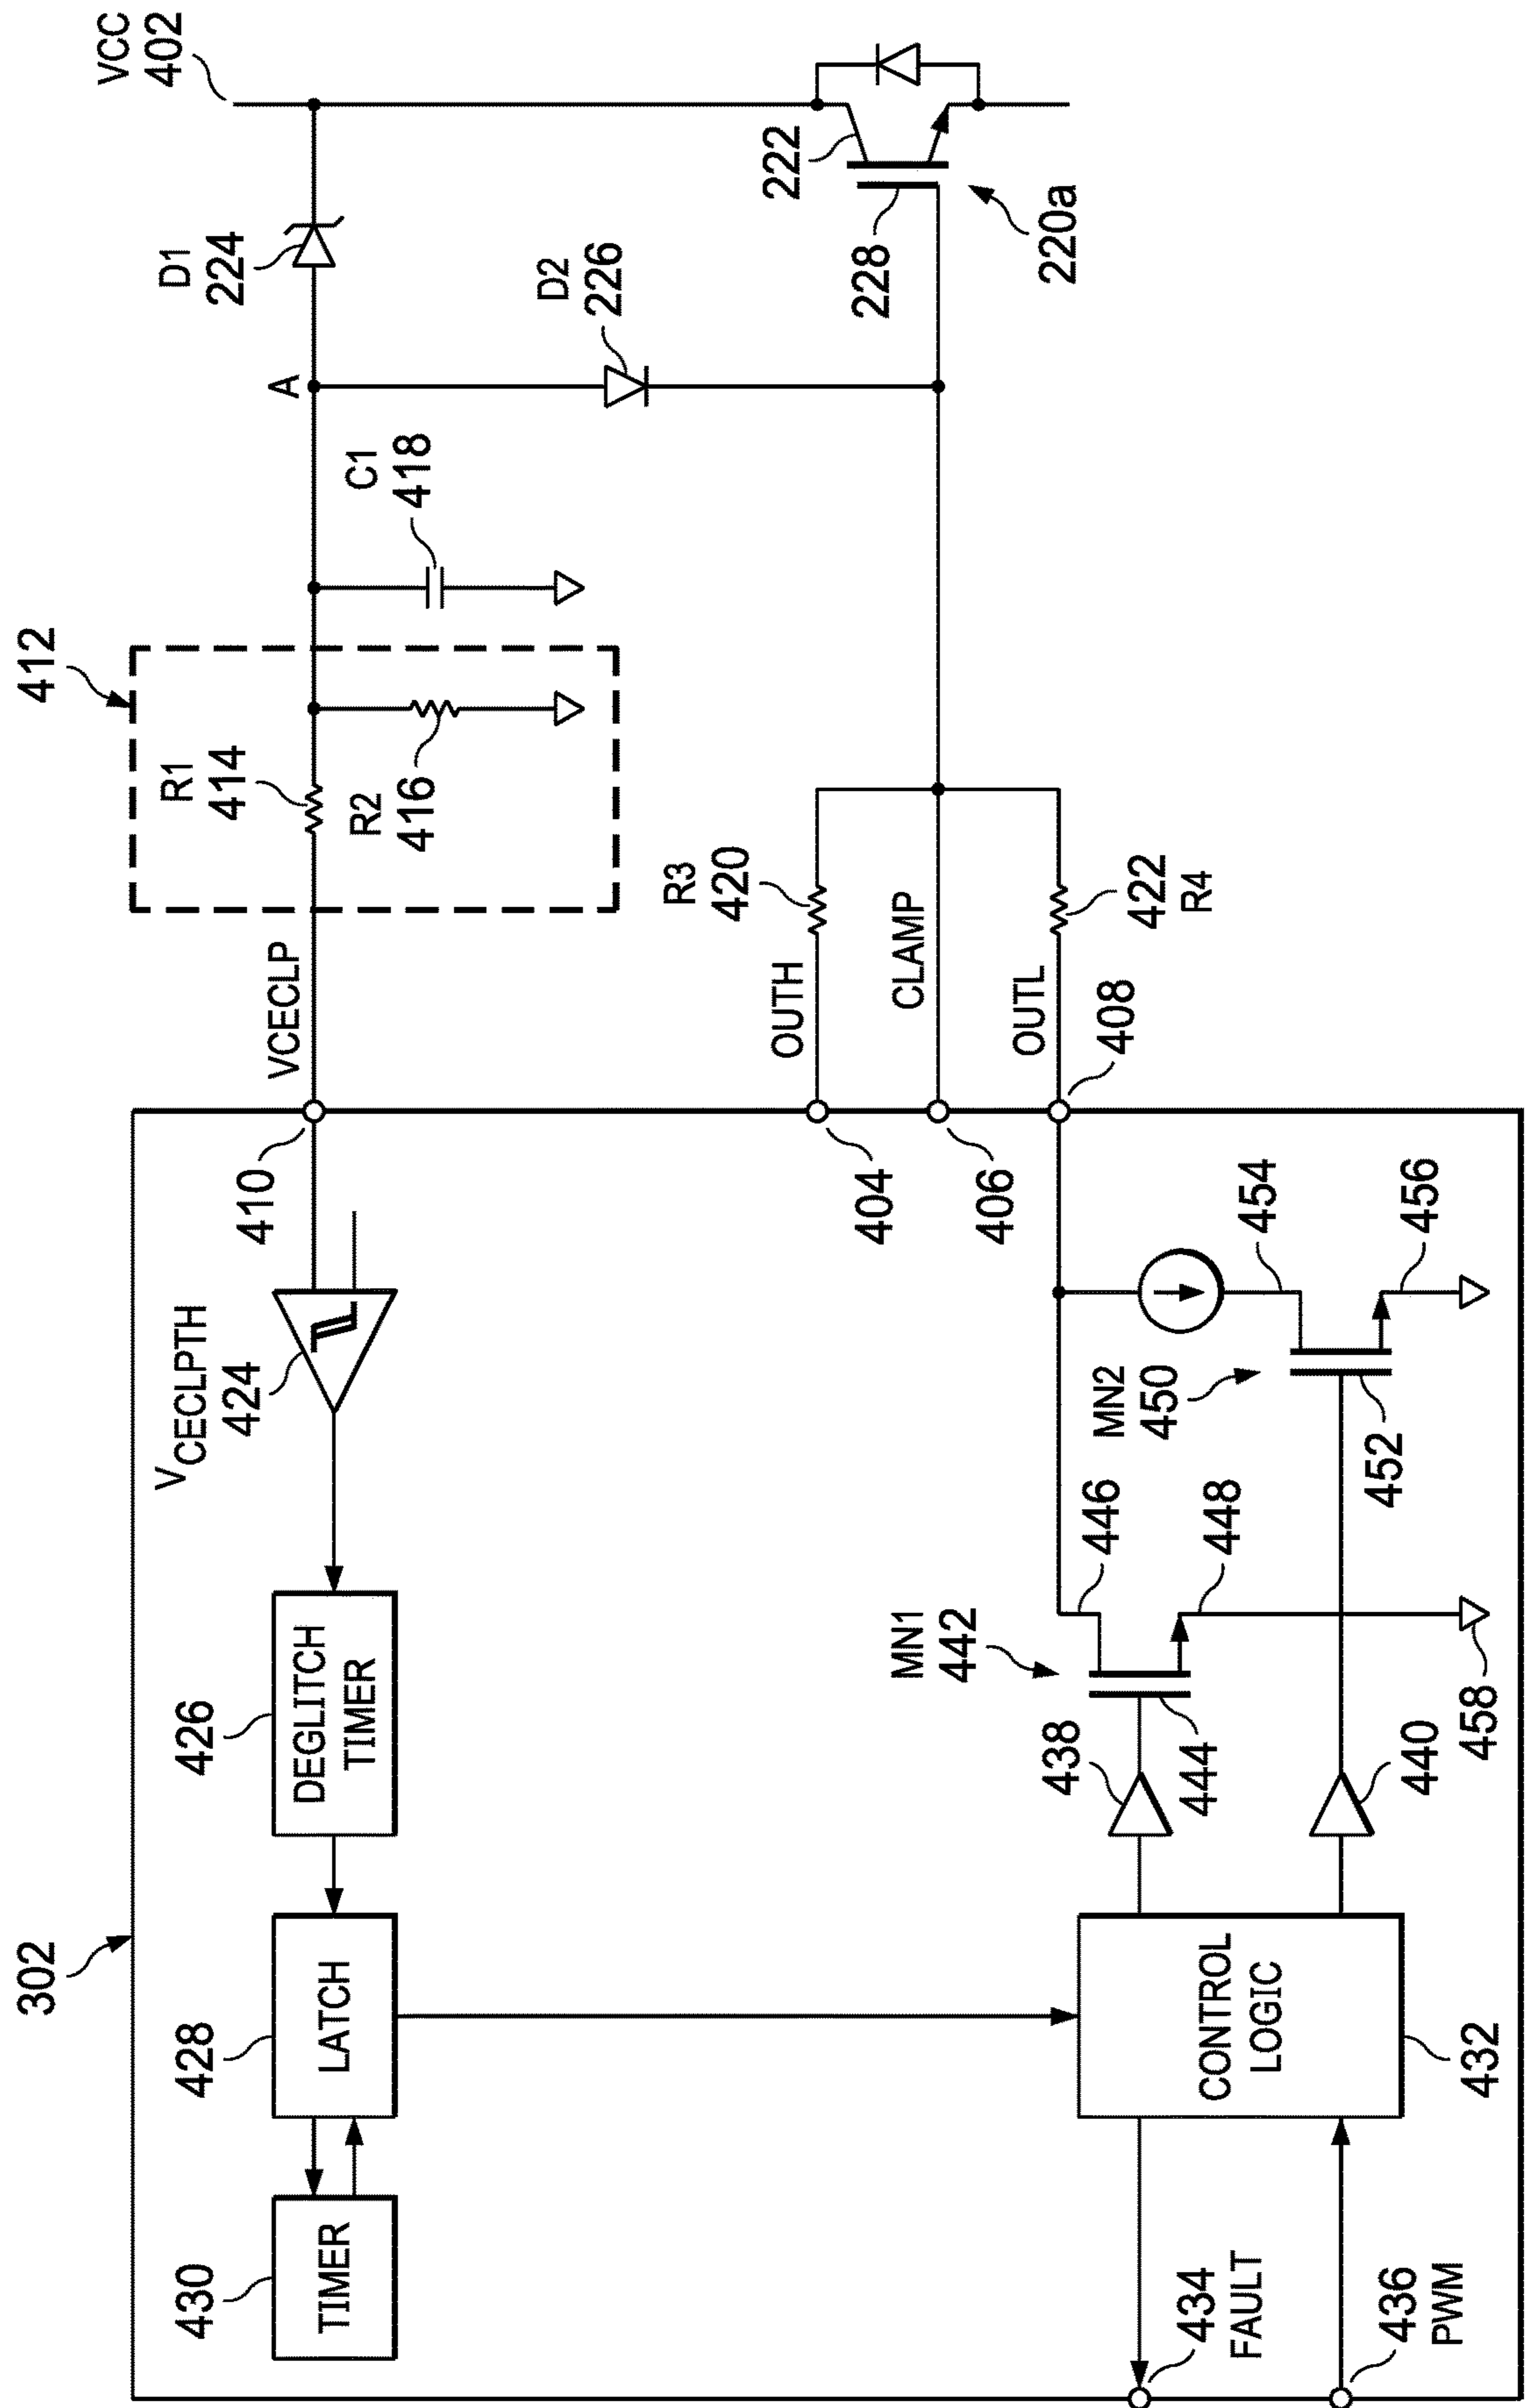 302
430
TIMER
428
LATCH
426
DEGLITCH
TIMER
VCECLPTH
424
410
VCECLP
412
R1
414
R2
416
C1
418
A
D1
224
VCC
402
D2
226
222
228
220a
R3
420
OUTH
404
CLAMP
406
OUTL
408
422
R4
434
FAULT
436
PWM
CONTROL
LOGIC
432
438
440
MN1
442
444
446
448
458
MN2
450
452
454
456